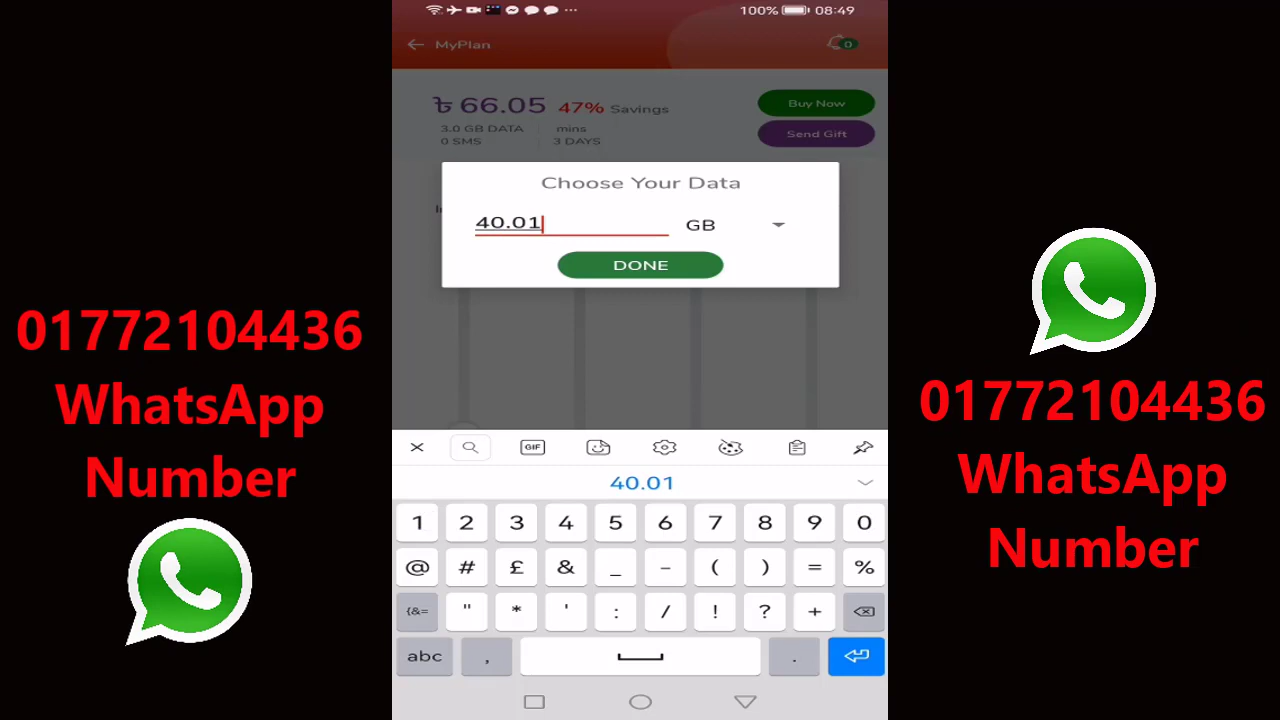 100% 08:49
MyPlan
0
৳ 66.05 47% Savings
3.0 GB DATA mins
0 SMS 3 DAYS
Buy Now
Send Gift
Choose Your Data
40.01 GB
DONE
01772104436
WhatsApp
Number
01772104436
WhatsApp
Number
GIF
40.01
1 2 3 4 5 6 7 8 9 0
@ # £ & _ - ( ) = %
{&= " * ' : / ! ? +
abc , .